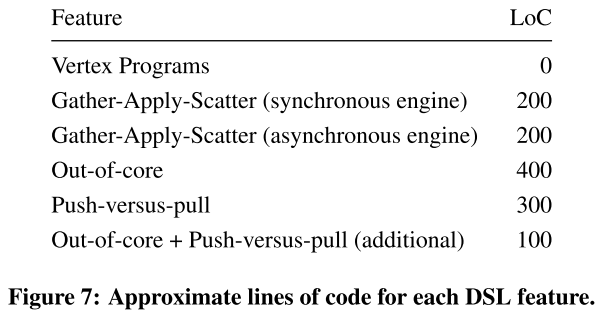 Feature LoC
Vertex Programs 0
Gather-Apply-Scatter (synchronous engine) 200
Gather-Apply-Scatter (asynchronous engine) 200
Out-of-core 400
Push-versus-pull 300
Out-of-core + Push-versus-pull (additional) 100
Figure 7: Approximate lines of code for each DSL feature.